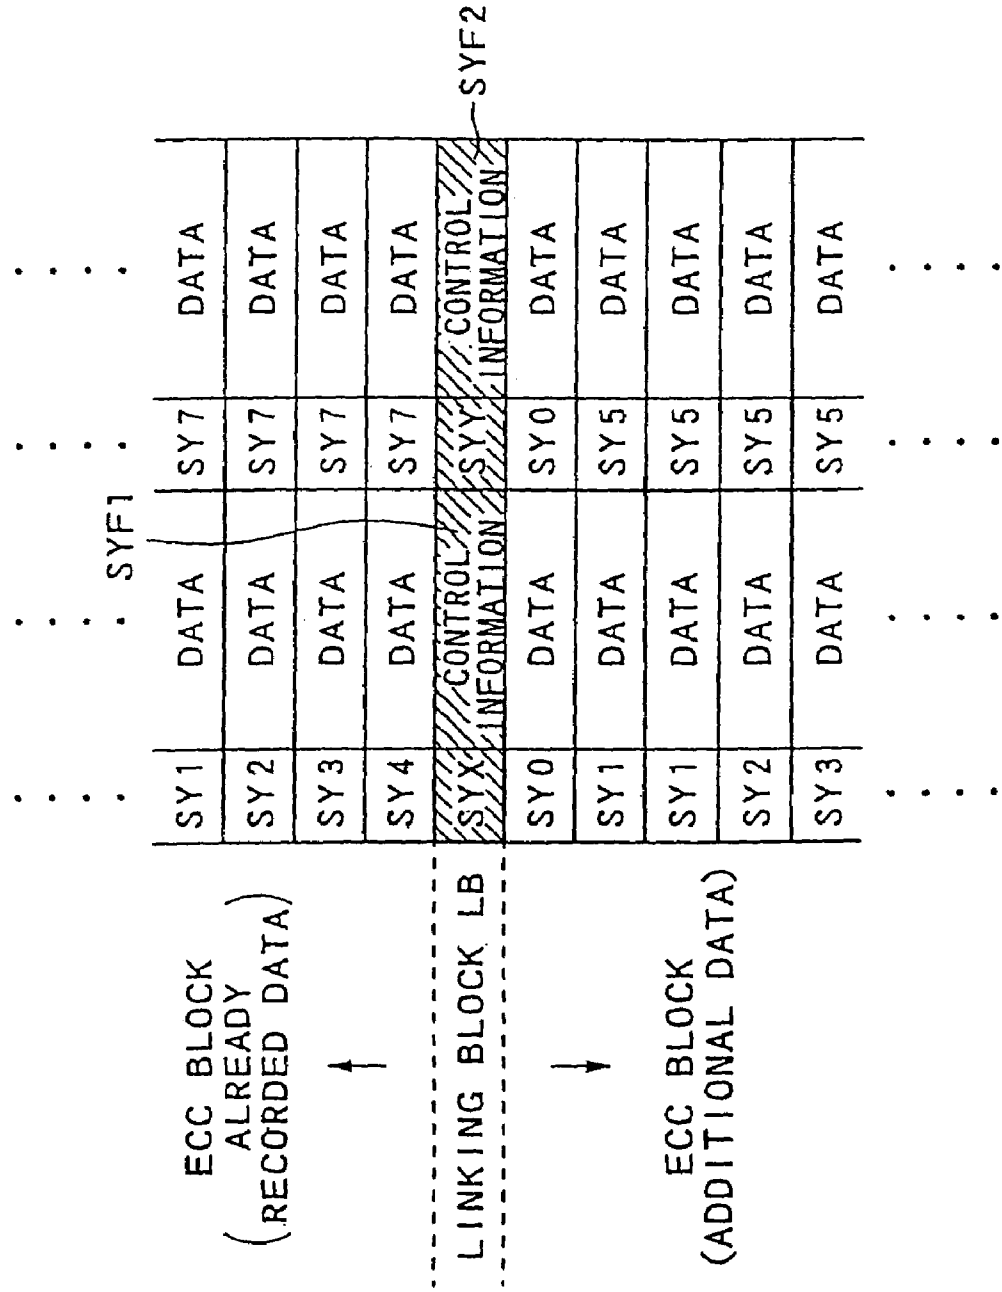 SYF1
ECC BLOCK
ALREADY
(RECORDED DATA)
SY1 DATA SY7 DATA
SY2 DATA SY7 DATA
SY3 DATA SY7 DATA
SY4 DATA SY7 DATA
LINKING BLOCK LB
SYX CONTROL INFORMATION SYY CONTROL INFORMATION
SYF2
ECC BLOCK
(ADDITIONAL DATA)
SY0 DATA SY0 DATA
SY1 DATA SY5 DATA
SY1 DATA SY5 DATA
SY2 DATA SY5 DATA
SY3 DATA SY5 DATA